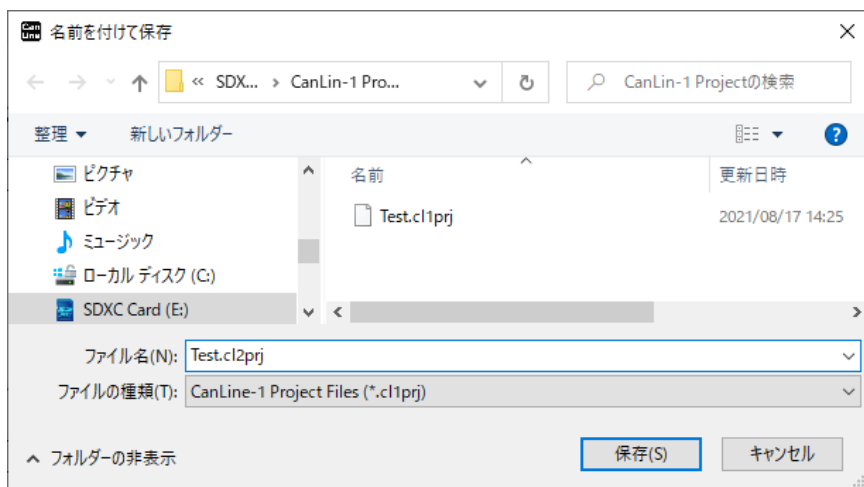 名前を付けて保存
« SDX... › CanLin-1 Pro...
CanLin-1 Projectの検索
整理
新しいフォルダー
ピクチャ
ビデオ
ミュージック
ローカル ディスク (C:)
SDXC Card (E:)
名前
更新日時
Test.cl1prj
2021/08/17 14:25
ファイル名(N): Test.cl2prj
ファイルの種類(T): CanLine-1 Project Files (*.cl1prj)
フォルダーの非表示
保存(S)
キャンセル